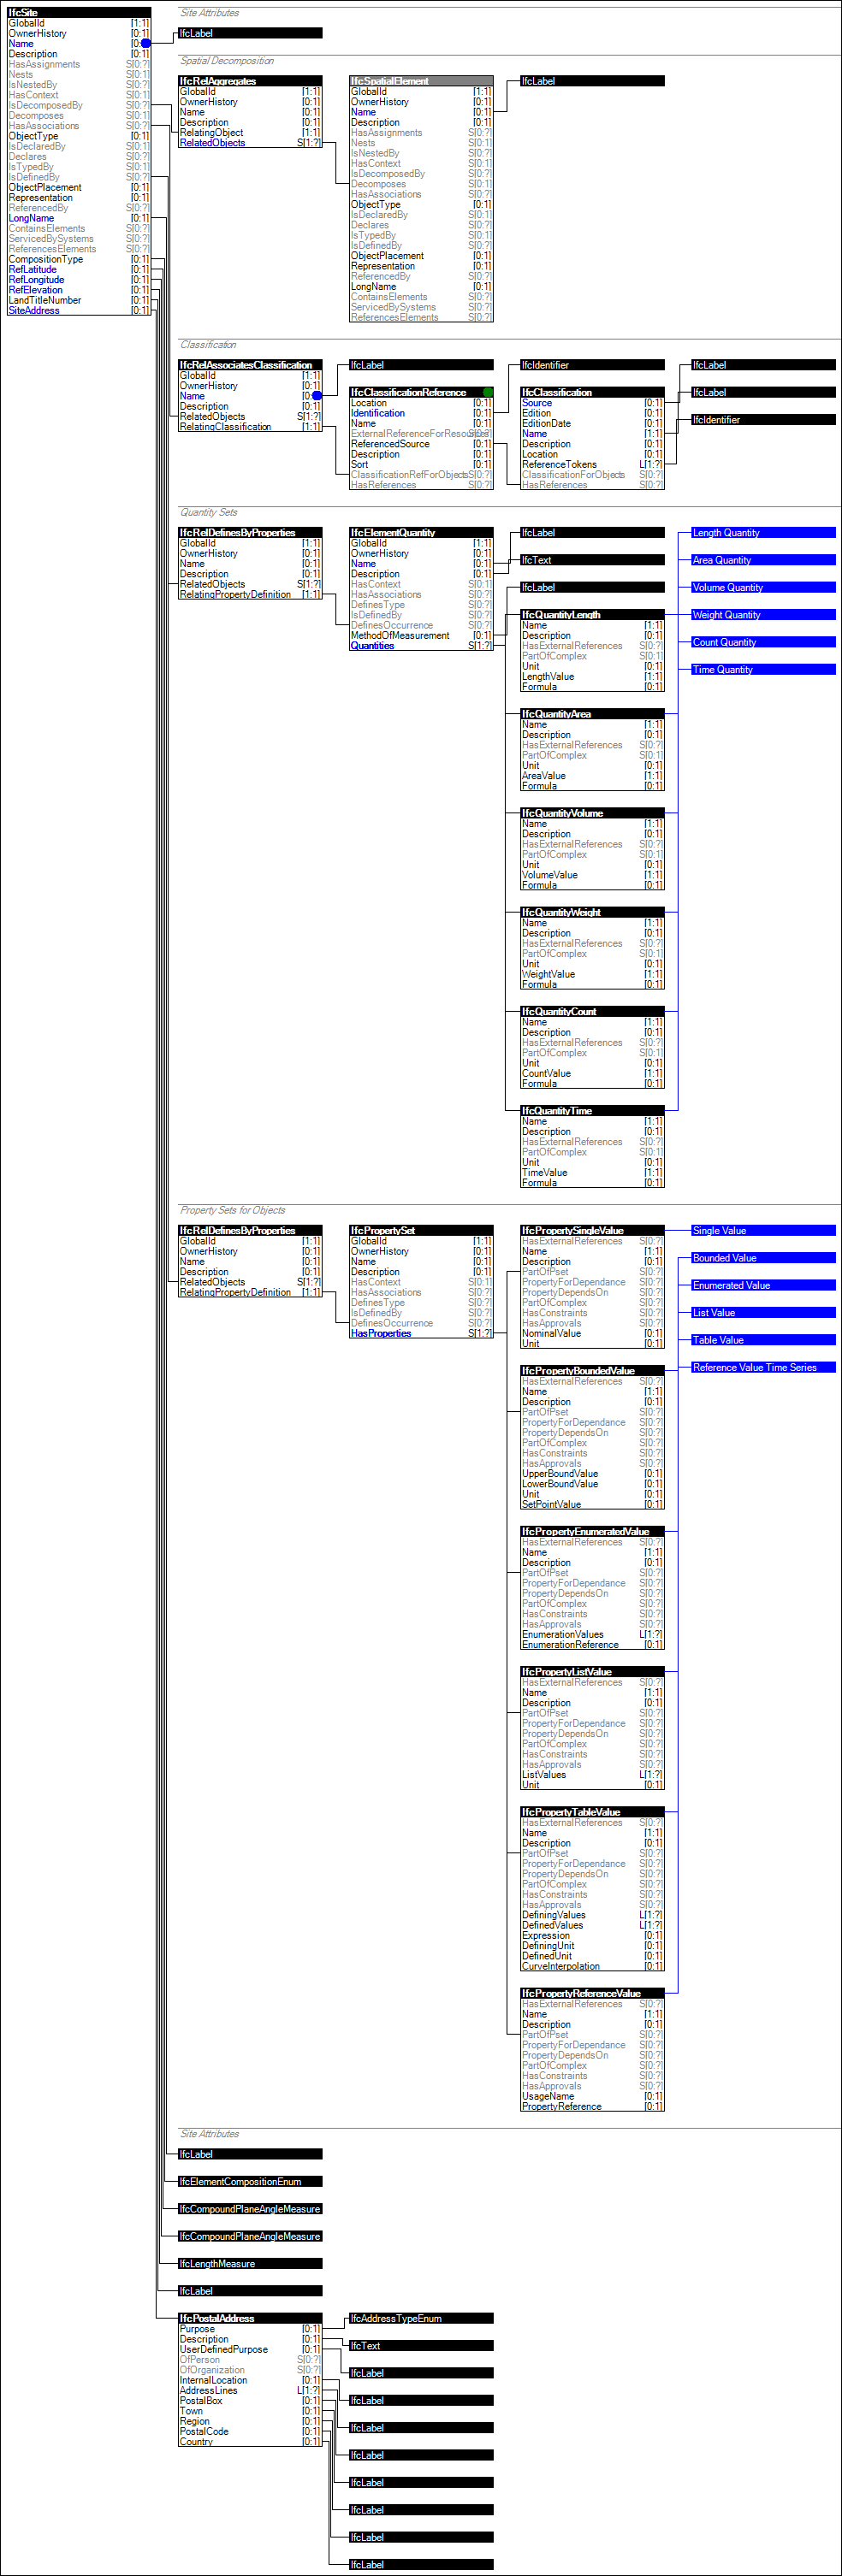 IfcSite
GlobalId [1:1]
OwnerHistory [0:1]
Name [0:
Description [0:1]
HasAssignments S[0:?]
Nests S[0:1]
IsNestedBy S[0:?]
HasContext S[0:1]
IsDecomposedBy S[0:?]
Decomposes S[0:1]
HasAssociations S[0:?]
ObjectType [0:1]
IsDeclaredBy S[0:1]
Declares S[0:?]
IsTypedBy S[0:1]
IsDefinedBy S[0:?]
ObjectPlacement [0:1]
Representation [0:1]
ReferencedBy S[0:?]
LongName [0:1]
ContainsElements S[0:?]
ServicedBySystems S[0:?]
ReferencesElements S[0:?]
CompositionType [0:1]
RefLatitude [0:1]
RefLongitude [0:1]
RefElevation [0:1]
LandTitleNumber [0:1]
SiteAddress [0:1]
Site Attributes
IfcLabel
Spatial Decomposition
IfcRelAggregates
GlobalId [1:1]
OwnerHistory [0:1]
Name [0:1]
Description [0:1]
RelatingObject [1:1]
RelatedObjects S[1:?]
IfcSpatialElement
GlobalId [1:1]
OwnerHistory [0:1]
Name [0:1]
Description [0:1]
HasAssignments S[0:?]
Nests S[0:1]
IsNestedBy S[0:?]
HasContext S[0:1]
IsDecomposedBy S[0:?]
Decomposes S[0:1]
HasAssociations S[0:?]
ObjectType [0:1]
IsDeclaredBy S[0:1]
Declares S[0:?]
IsTypedBy S[0:1]
IsDefinedBy S[0:?]
ObjectPlacement [0:1]
Representation [0:1]
ReferencedBy S[0:?]
LongName [0:1]
ContainsElements S[0:?]
ServicedBySystems S[0:?]
ReferencesElements S[0:?]
IfcLabel
Classification
IfcRelAssociatesClassification
GlobalId [1:1]
OwnerHistory [0:1]
Name [0:
Description [0:1]
RelatedObjects S[1:?]
RelatingClassification [1:1]
IfcLabel
IfcClassificationReference
Location [0:1]
Identification [0:1]
Name [0:1]
ExternalReferenceForResources S[0:?]
ReferencedSource [0:1]
Description [0:1]
Sort [0:1]
ClassificationRefForObjects S[0:?]
HasReferences S[0:?]
IfcIdentifier
IfcClassification
Source [0:1]
Edition [0:1]
EditionDate [0:1]
Name [1:1]
Description [0:1]
Location [0:1]
ReferenceTokens L[1:?]
ClassificationForObjects S[0:?]
HasReferences S[0:?]
IfcLabel
IfcLabel
IfcIdentifier
Quantity Sets
IfcRelDefinesByProperties
GlobalId [1:1]
OwnerHistory [0:1]
Name [0:1]
Description [0:1]
RelatedObjects S[1:?]
RelatingPropertyDefinition [1:1]
IfcElementQuantity
GlobalId [1:1]
OwnerHistory [0:1]
Name [0:1]
Description [0:1]
HasContext S[0:1]
HasAssociations S[0:?]
DefinesType S[0:?]
IsDefinedBy S[0:?]
DefinesOccurrence S[0:?]
MethodOfMeasurement [0:1]
Quantities S[1:?]
IfcLabel
IfcText
IfcLabel
IfcQuantityLength
Name [1:1]
Description [0:1]
HasExternalReferences S[0:?]
PartOfComplex S[0:1]
Unit [0:1]
LengthValue [1:1]
Formula [0:1]
IfcQuantityArea
Name [1:1]
Description [0:1]
HasExternalReferences S[0:?]
PartOfComplex S[0:1]
Unit [0:1]
AreaValue [1:1]
Formula [0:1]
IfcQuantityVolume
Name [1:1]
Description [0:1]
HasExternalReferences S[0:?]
PartOfComplex S[0:1]
Unit [0:1]
VolumeValue [1:1]
Formula [0:1]
IfcQuantityWeight
Name [1:1]
Description [0:1]
HasExternalReferences S[0:?]
PartOfComplex S[0:1]
Unit [0:1]
WeightValue [1:1]
Formula [0:1]
IfcQuantityCount
Name [1:1]
Description [0:1]
HasExternalReferences S[0:?]
PartOfComplex S[0:1]
Unit [0:1]
CountValue [1:1]
Formula [0:1]
IfcQuantityTime
Name [1:1]
Description [0:1]
HasExternalReferences S[0:?]
PartOfComplex S[0:1]
Unit [0:1]
TimeValue [1:1]
Formula [0:1]
Length Quantity
Area Quantity
Volume Quantity
Weight Quantity
Count Quantity
Time Quantity
Property Sets for Objects
IfcRelDefinesByProperties
GlobalId [1:1]
OwnerHistory [0:1]
Name [0:1]
Description [0:1]
RelatedObjects S[1:?]
RelatingPropertyDefinition [1:1]
IfcPropertySet
GlobalId [1:1]
OwnerHistory [0:1]
Name [0:1]
Description [0:1]
HasContext S[0:1]
HasAssociations S[0:?]
DefinesType S[0:?]
IsDefinedBy S[0:?]
DefinesOccurrence S[0:?]
HasProperties S[1:?]
IfcPropertySingleValue
HasExternalReferences S[0:?]
Name [1:1]
Description [0:1]
PartOfPset S[0:?]
PropertyForDependance S[0:?]
PropertyDependsOn S[0:?]
PartOfComplex S[0:?]
HasConstraints S[0:?]
HasApprovals S[0:?]
NominalValue [0:1]
Unit [0:1]
IfcPropertyBoundedValue
HasExternalReferences S[0:?]
Name [1:1]
Description [0:1]
PartOfPset S[0:?]
PropertyForDependance S[0:?]
PropertyDependsOn S[0:?]
PartOfComplex S[0:?]
HasConstraints S[0:?]
HasApprovals S[0:?]
UpperBoundValue [0:1]
LowerBoundValue [0:1]
Unit [0:1]
SetPointValue [0:1]
IfcPropertyEnumeratedValue
HasExternalReferences S[0:?]
Name [1:1]
Description [0:1]
PartOfPset S[0:?]
PropertyForDependance S[0:?]
PropertyDependsOn S[0:?]
PartOfComplex S[0:?]
HasConstraints S[0:?]
HasApprovals S[0:?]
EnumerationValues L[1:?]
EnumerationReference [0:1]
IfcPropertyListValue
HasExternalReferences S[0:?]
Name [1:1]
Description [0:1]
PartOfPset S[0:?]
PropertyForDependance S[0:?]
PropertyDependsOn S[0:?]
PartOfComplex S[0:?]
HasConstraints S[0:?]
HasApprovals S[0:?]
ListValues L[1:?]
Unit [0:1]
IfcPropertyTableValue
HasExternalReferences S[0:?]
Name [1:1]
Description [0:1]
PartOfPset S[0:?]
PropertyForDependance S[0:?]
PropertyDependsOn S[0:?]
PartOfComplex S[0:?]
HasConstraints S[0:?]
HasApprovals S[0:?]
DefiningValues L[1:?]
DefinedValues L[1:?]
Expression [0:1]
DefiningUnit [0:1]
DefinedUnit [0:1]
CurveInterpolation [0:1]
IfcPropertyReferenceValue
HasExternalReferences S[0:?]
Name [1:1]
Description [0:1]
PartOfPset S[0:?]
PropertyForDependance S[0:?]
PropertyDependsOn S[0:?]
PartOfComplex S[0:?]
HasConstraints S[0:?]
HasApprovals S[0:?]
UsageName [0:1]
PropertyReference [0:1]
Single Value
Bounded Value
Enumerated Value
List Value
Table Value
Reference Value Time Series
Site Attributes
IfcLabel
IfcElementCompositionEnum
IfcCompoundPlaneAngleMeasure
IfcCompoundPlaneAngleMeasure
IfcLengthMeasure
IfcLabel
IfcPostalAddress
Purpose [0:1]
Description [0:1]
UserDefinedPurpose [0:1]
OfPerson S[0:?]
OfOrganization S[0:?]
InternalLocation [0:1]
AddressLines L[1:?]
PostalBox [0:1]
Town [0:1]
Region [0:1]
PostalCode [0:1]
Country [0:1]
IfcAddressTypeEnum
IfcText
IfcLabel
IfcLabel
IfcLabel
IfcLabel
IfcLabel
IfcLabel
IfcLabel
IfcLabel